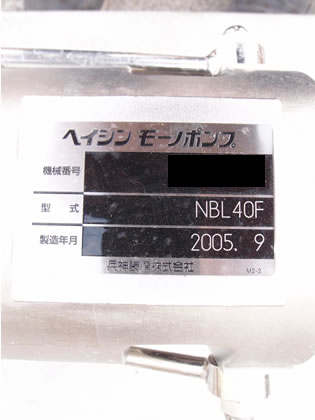 ヘイシン モーノポンプ
機械番号
型式 NBL40F
製造年月 2005. 9
兵神装備株式会社
M2-2